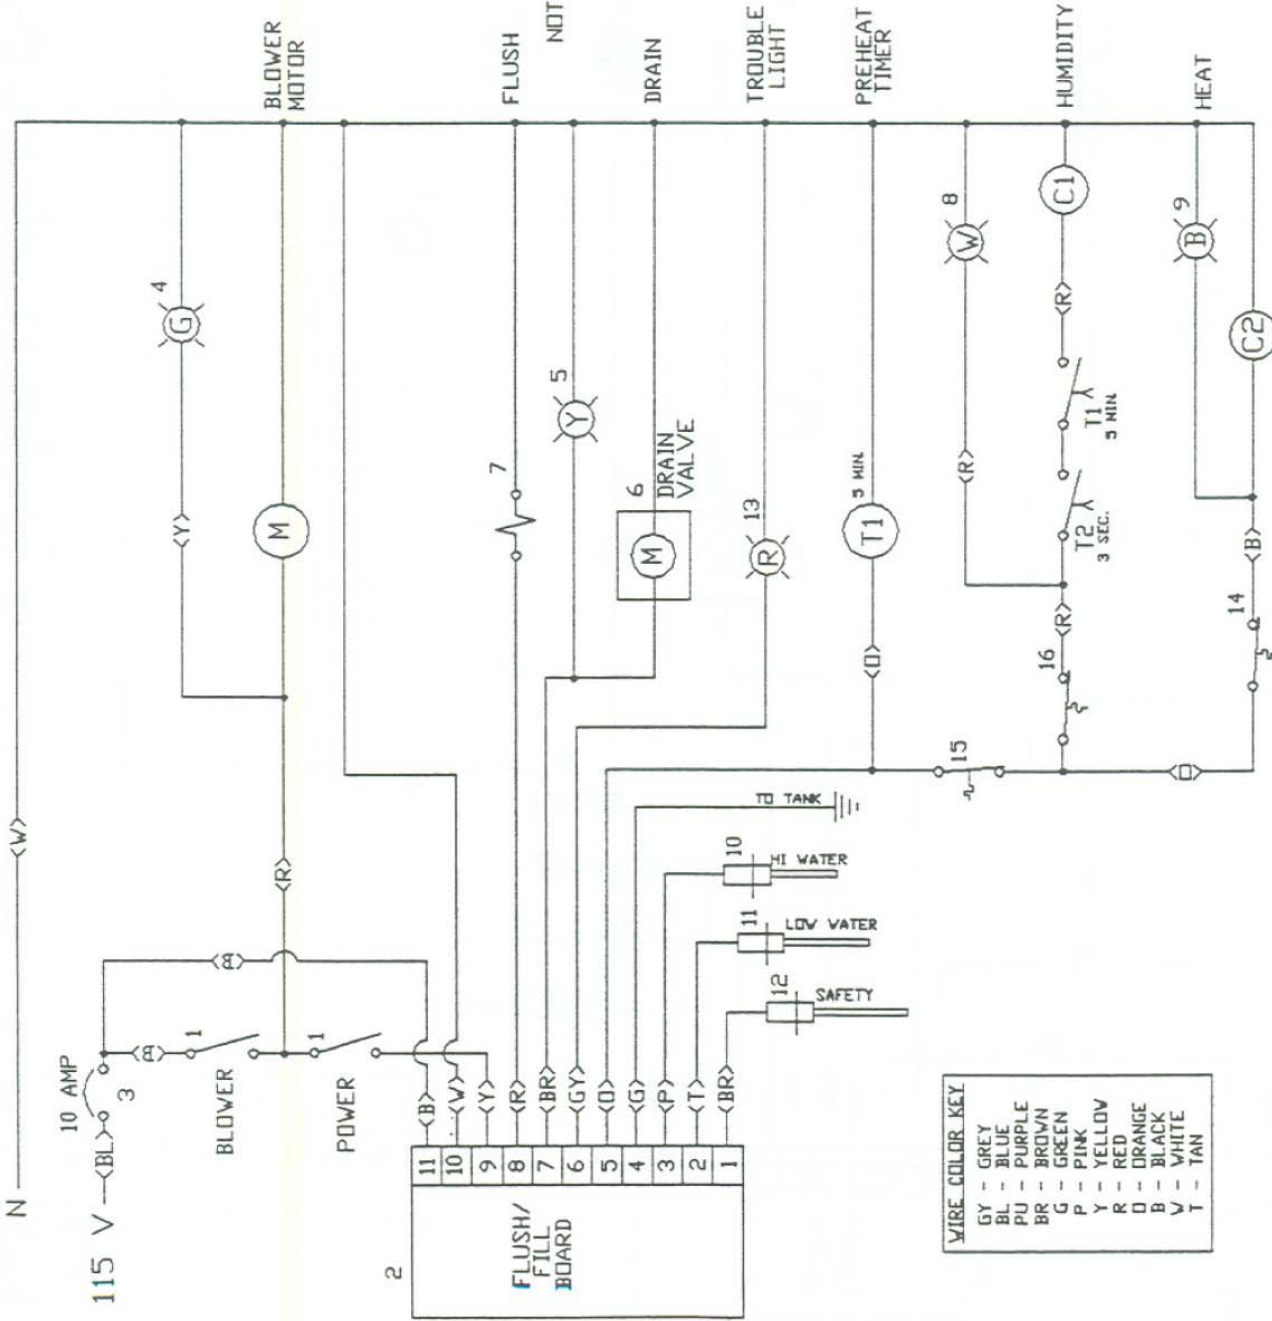 N
<W>
115 V
<BL>
10 AMP
3
<B>
1
BLOWER
1
POWER
<B>
<R>
<Y>
G
4
M
BLOWER
MOTOR
2
FLUSH/
FILL
BOARD
11
<B>
10
<W>
9
<Y>
8
<R>
7
<BR>
6
<GY>
5
<O>
4
<G>
3
<P>
2
<T>
1
<BR>
7
FLUSH
NOT
Y
5
M
6
DRAIN
VALVE
DRAIN
R
13
TROUBLE
LIGHT
TO TANK
10
HI WATER
11
LOW WATER
12
SAFETY
<O>
T1
5 MIN.
PREHEAT
TIMER
15
16
<R>
<R>
W
8
T2
3 SEC.
T1
5 MIN
<R>
C1
HUMIDITY
<O>
14
<B>
B
9
C2
HEAT
WIRE COLOR KEY
GY - GREY
BL - BLUE
PU - PURPLE
BR - BROWN
G - GREEN
P - PINK
Y - YELLOW
R - RED
O - ORANGE
B - BLACK
W - WHITE
T - TAN